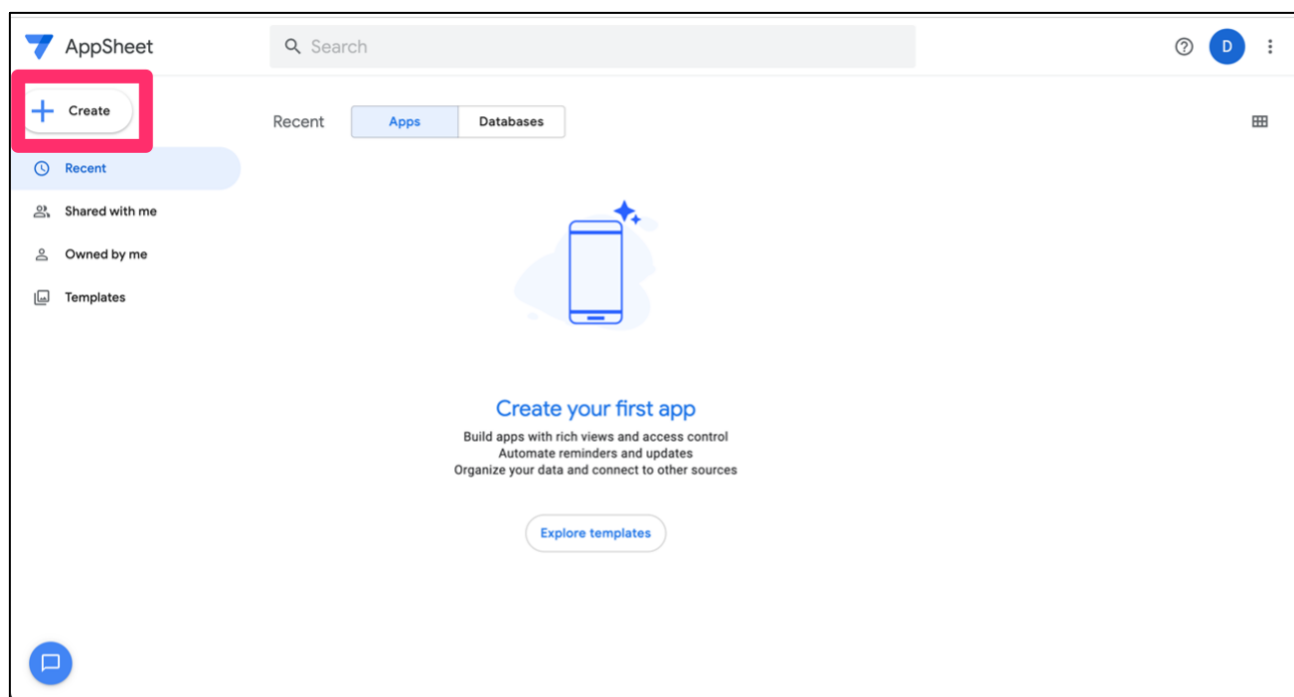 AppSheet
Search
D
Create
Recent
Apps
Databases
Recent
Shared with me
Owned by me
Templates
Create your first app
Build apps with rich views and access control
Automate reminders and updates
Organize your data and connect to other sources
Explore templates